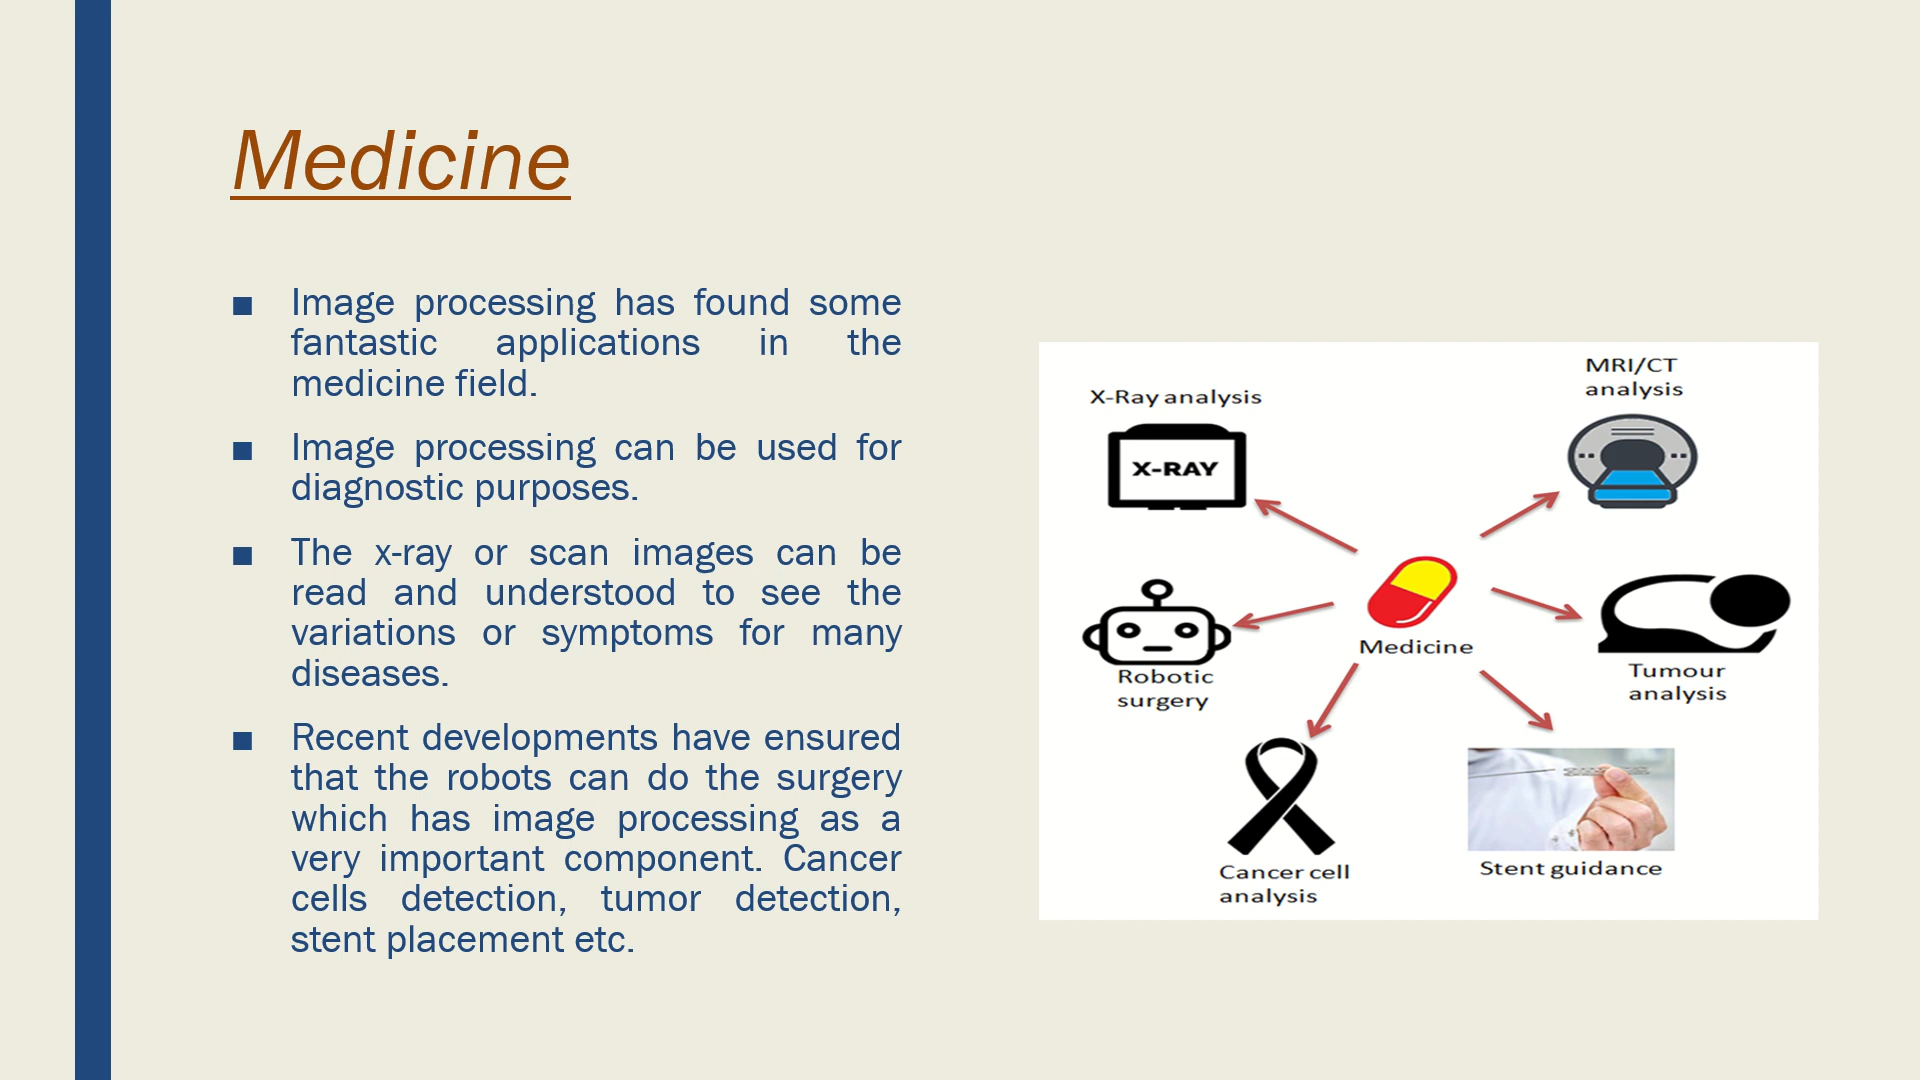 Medicine
■ Image processing has found some
fantastic applications in the
medicine field.
■ Image processing can be used for
diagnostic purposes.
■ The x-ray or scan images can be
read and understood to see the
variations or symptoms for many
diseases.
■ Recent developments have ensured
that the robots can do the surgery
which has image processing as a
very important component. Cancer
cells detection, tumor detection,
stent placement etc.
X-Ray analysis
X-RAY
MRI/CT
analysis
Medicine
Robotic
surgery
Tumour
analysis
Cancer cell
analysis
Stent guidance